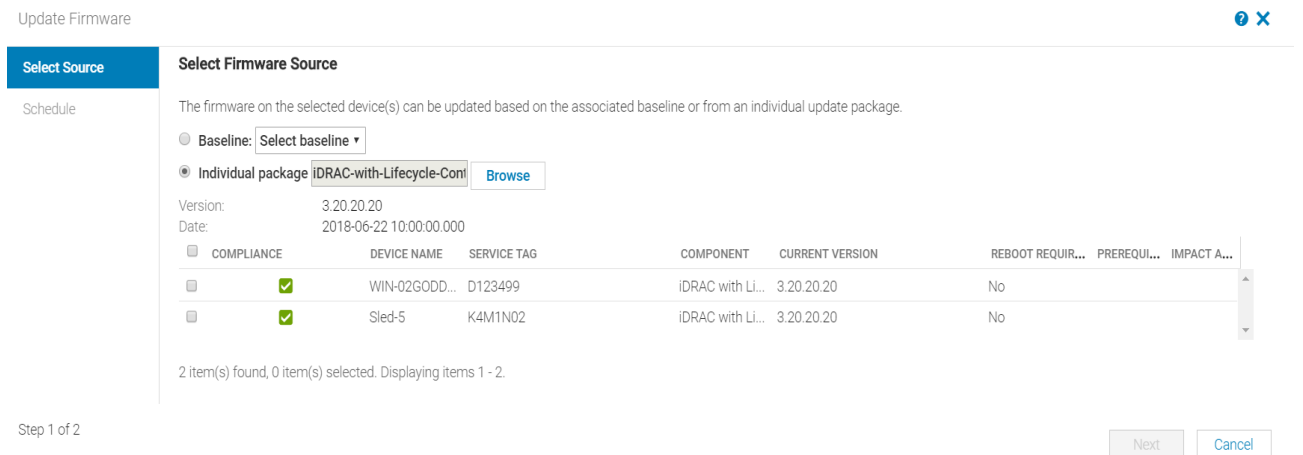 Update Firmware
Select Source
Schedule
Select Firmware Source
The firmware on the selected device(s) can be updated based on the associated baseline or from an individual update package.
Baseline: Select baseline
Individual package iDRAC-with-Lifecycle-Cont Browse
Version: 3.20.20.20
Date: 2018-06-22 10:00:00.000
COMPLIANCE DEVICE NAME SERVICE TAG COMPONENT CURRENT VERSION REBOOT REQUIR... PREREQUI... IMPACT A...
WIN-02GODD... D123499 iDRAC with Li... 3.20.20.20 No
Sled-5 K4M1N02 iDRAC with Li... 3.20.20.20 No
2 item(s) found, 0 item(s) selected. Displaying items 1 - 2.
Step 1 of 2
Next Cancel